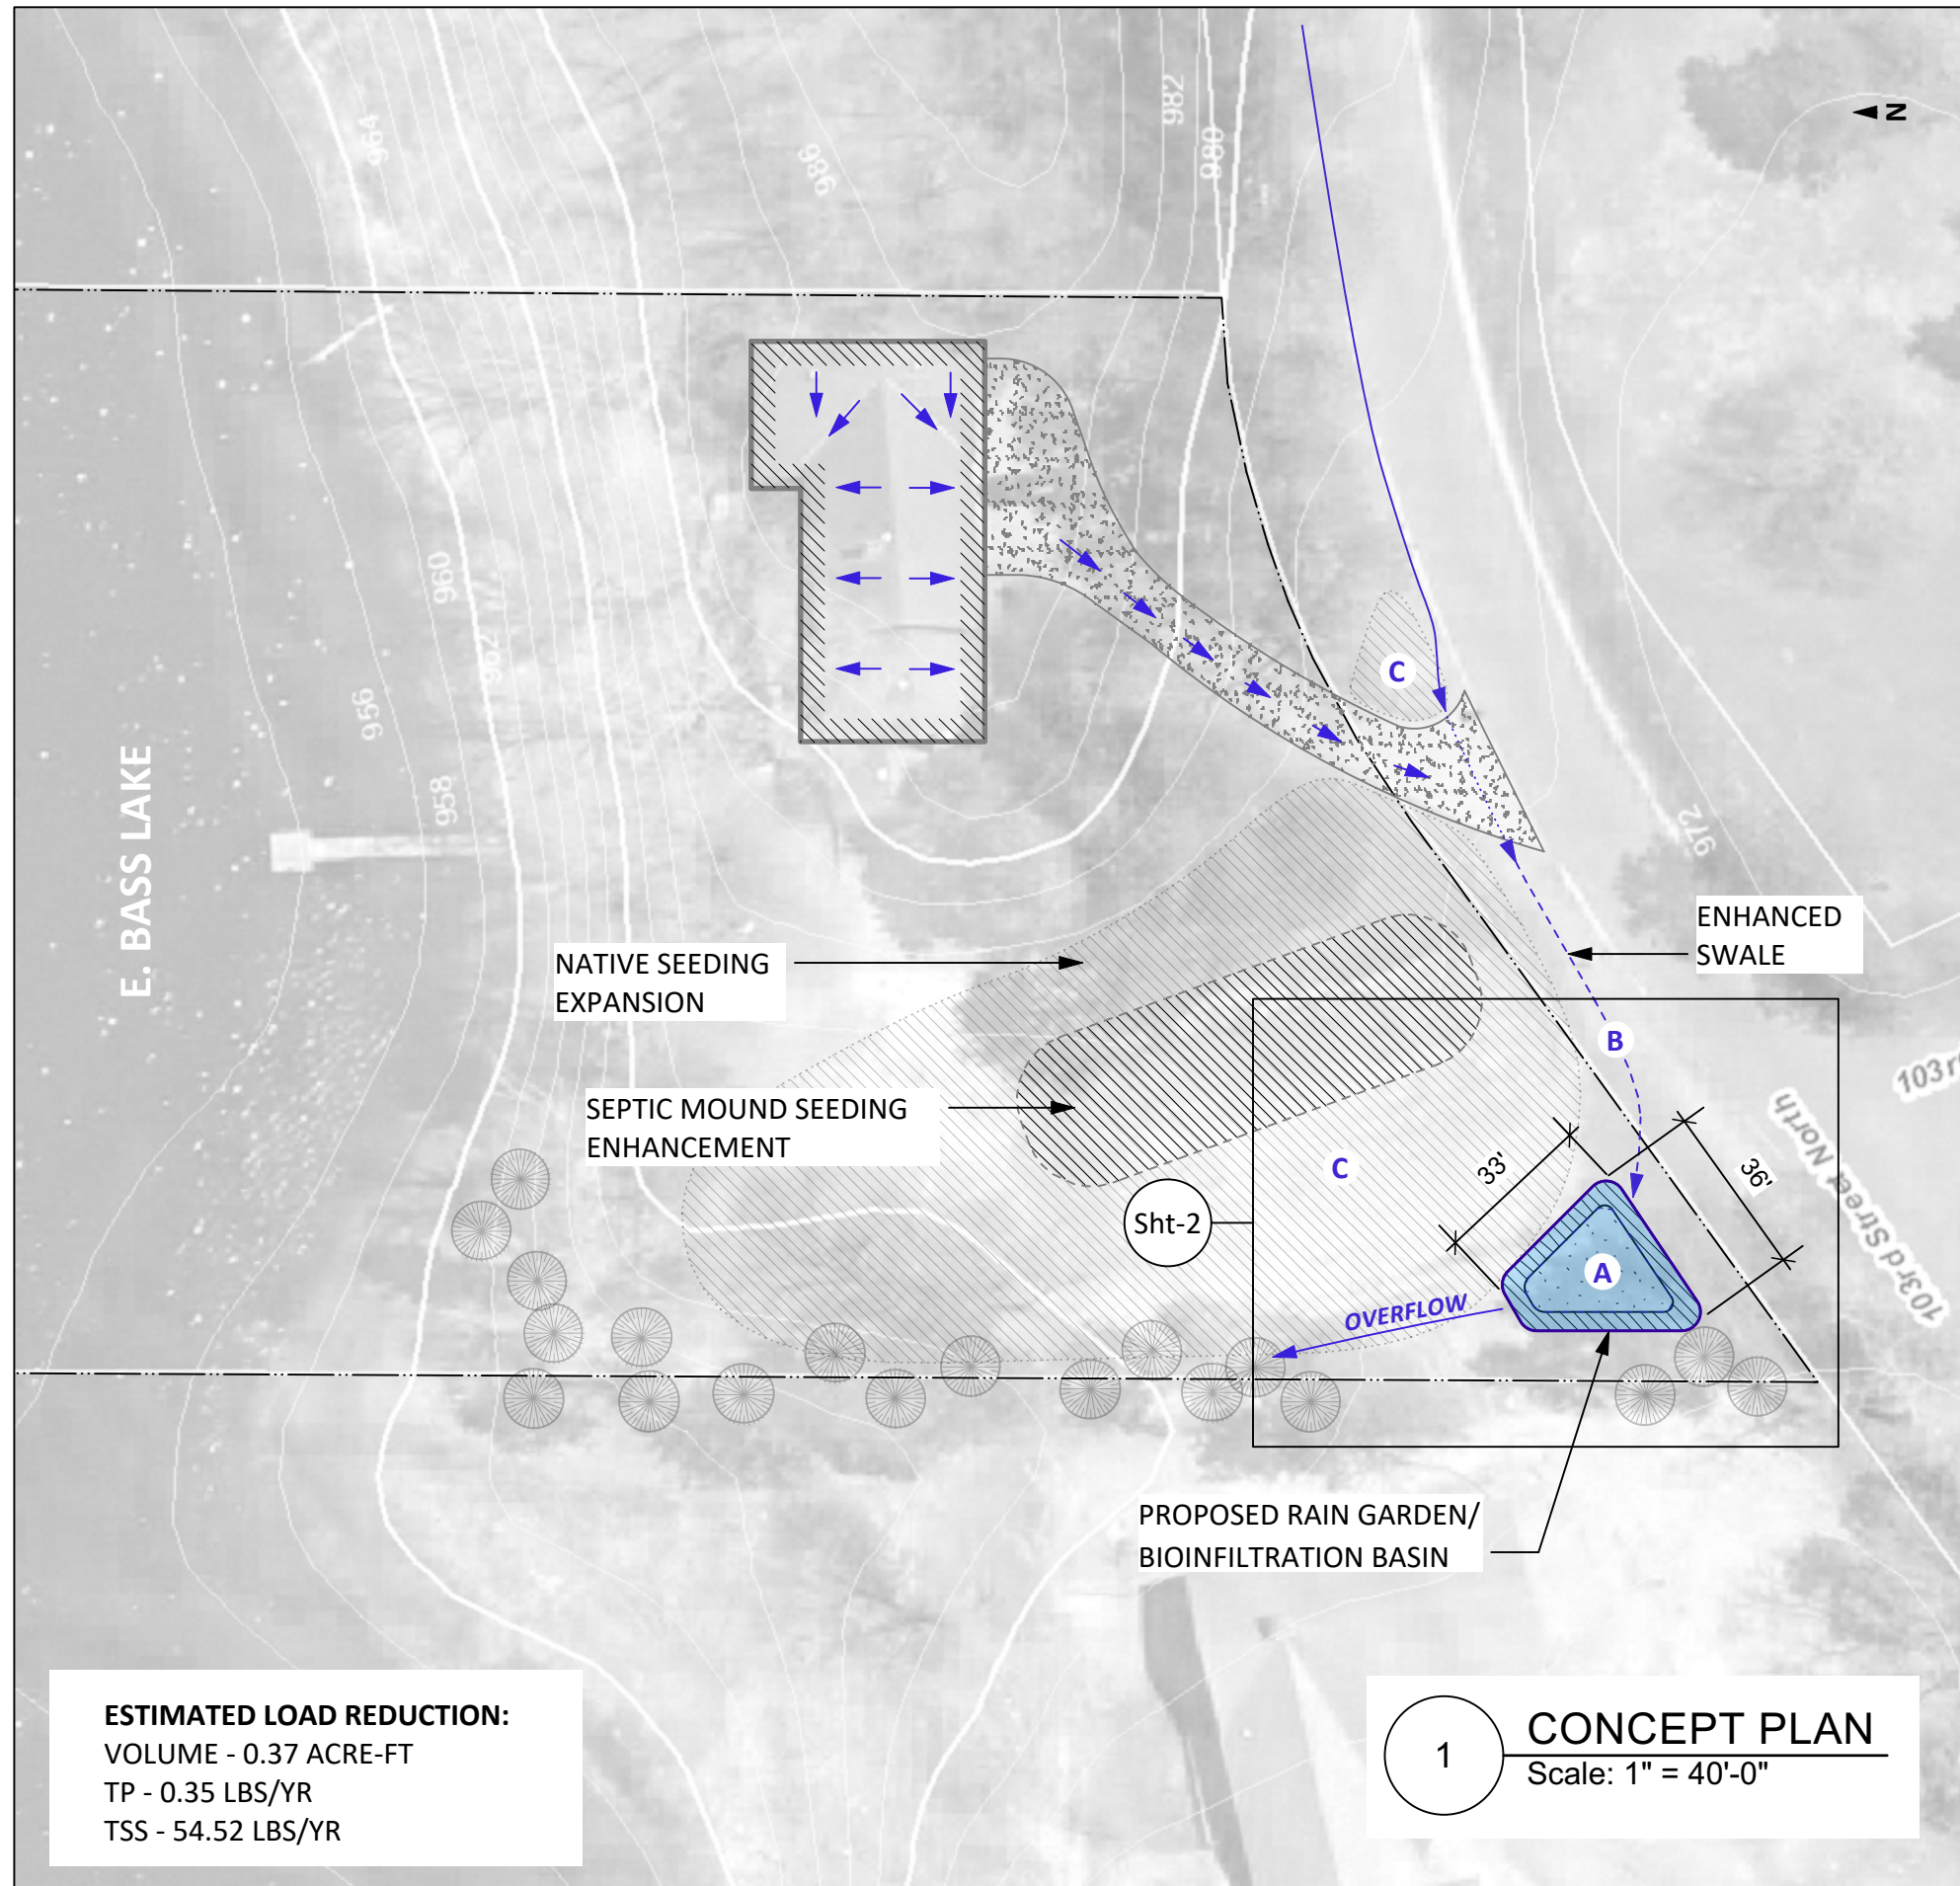 982
N
964
980
986
960
962
C
956
E. BASS LAKE
958
972
ENHANCED
SWALE
NATIVE SEEDING
EXPANSION
B
103r
SEPTIC MOUND SEEDING
ENHANCEMENT
C
33'
36'
103rd Street North
Sht-2
A
OVERFLOW
PROPOSED RAIN GARDEN/
BIOINFILTRATION BASIN
ESTIMATED LOAD REDUCTION:
VOLUME - 0.37 ACRE-FT
TP - 0.35 LBS/YR
TSS - 54.52 LBS/YR
1
CONCEPT PLAN
Scale: 1" = 40'-0"